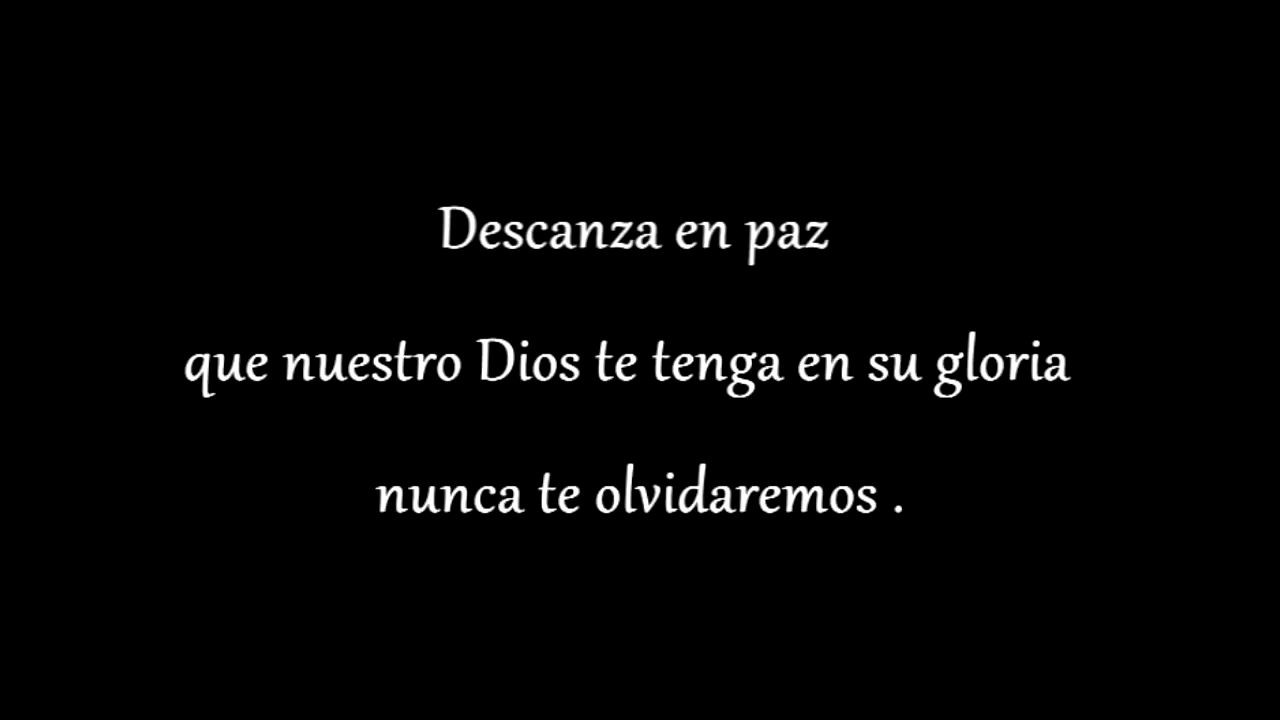 Descanza en paz
que nuestro Dios te tenga en su gloria
nunca te olvidaremos .